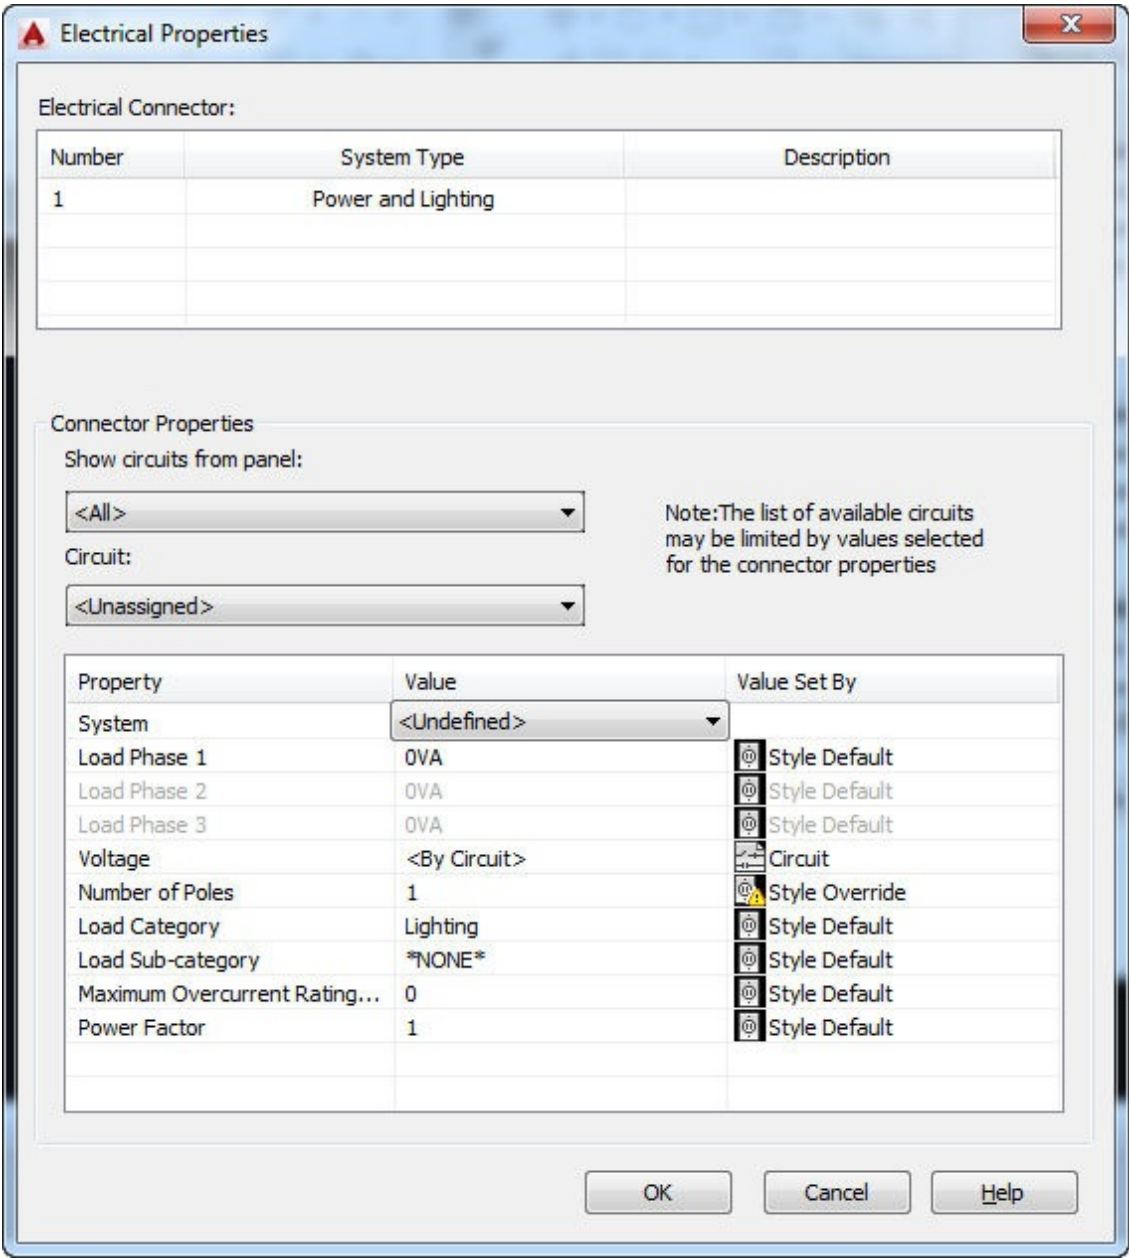 Electrical Properties
Electrical Connector:
Number System Type Description
1 Power and Lighting
Connector Properties
Show circuits from panel:
<All>
Note:The list of available circuits
may be limited by values selected
for the connector properties
Circuit:
<Unassigned>
Property Value Value Set By
System <Undefined>
Load Phase 1 0VA Style Default
Load Phase 2 0VA Style Default
Load Phase 3 0VA Style Default
Voltage <By Circuit> Circuit
Number of Poles 1 Style Override
Load Category Lighting Style Default
Load Sub-category *NONE* Style Default
Maximum Overcurrent Rating... 0 Style Default
Power Factor 1 Style Default
OK Cancel Help